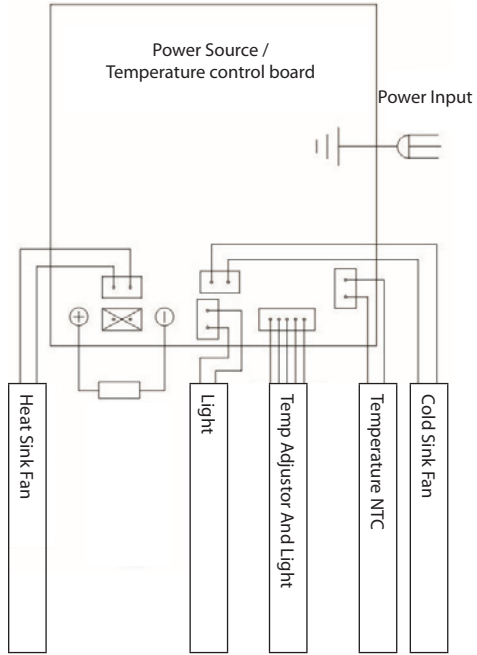 Power Source /
Temperature control board
Power Input
Heat Sink Fan
Light
Temp Adjustor And Light
Temperature NTC
Cold Sink Fan